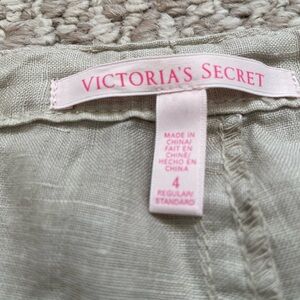 VICTORIA'S SECRET
MADE IN
CHINA/
FAIT EN
CHINE/
HECHO EN
CHINA
4
REGULAR/
STANDARD